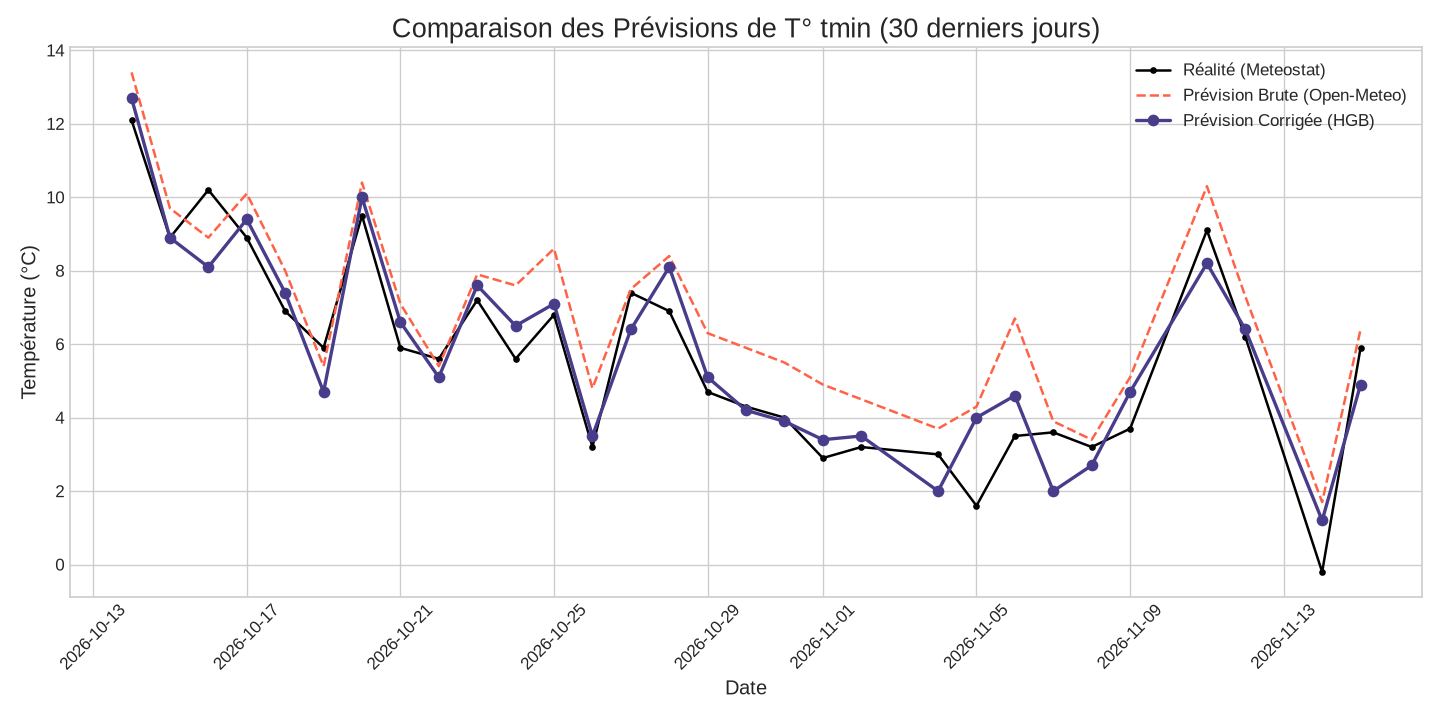 Comparaison des Prévisions de T° tmin (30 derniers jours)
Réalité (Meteostat)
Prévision Brute (Open-Meteo)
Prévision Corrigée (HGB)
Température (°C)
14
12
10
8
6
4
2
0
2026-10-13
2026-10-17
2026-10-21
2026-10-25
2026-10-29
2026-11-01
2026-11-05
2026-11-09
2026-11-13
Date